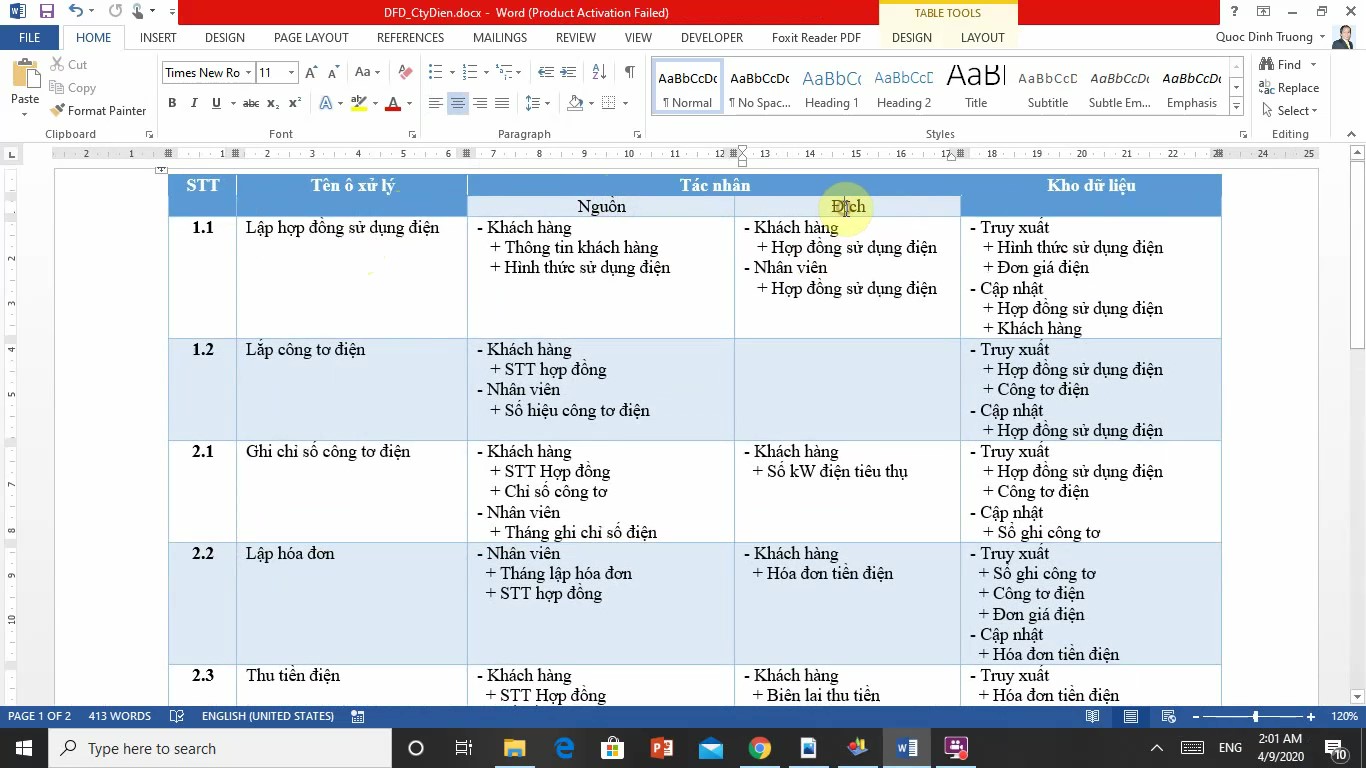 DFD_CtyDien.docx - Word (Product Activation Failed)
TABLE TOOLS
FILE HOME INSERT DESIGN PAGE LAYOUT REFERENCES MAILINGS REVIEW VIEW DEVELOPER Foxit Reader PDF DESIGN LAYOUT Quoc Dinh Truong
Paste
Cut
Copy
Format Painter
Times New Ro 11
AaBbCcDc AaBbCcDc AaBbCc AaBbCcDc AaBl AaBbCcD AaBbCcDc AaBbCcDc
¶ Normal ¶ No Spac... Heading 1 Heading 2 Title Subtitle Subtle Em... Emphasis
Find
Replace
Select
Clipboard Font Paragraph Styles Editing
STT Tên ô xử lý Tác nhân Kho dữ liệu
Nguồn Đích
1.1 Lập hợp đồng sử dụng điện
- Khách hàng
+ Thông tin khách hàng
+ Hình thức sử dụng điện
- Khách hàng
+ Hợp đồng sử dụng điện
- Nhân viên
+ Hợp đồng sử dụng điện
- Truy xuất
+ Hình thức sử dụng điện
+ Đơn giá điện
- Cập nhật
+ Hợp đồng sử dụng điện
+ Khách hàng
1.2 Lắp công tơ điện
- Khách hàng
+ STT hợp đồng
- Nhân viên
+ Số hiệu công tơ điện
- Truy xuất
+ Hợp đồng sử dụng điện
+ Công tơ điện
- Cập nhật
+ Hợp đồng sử dụng điện
2.1 Ghi chỉ số công tơ điện
- Khách hàng
+ STT Hợp đồng
+ Chỉ số công tơ
- Nhân viên
+ Tháng ghi chỉ số điện
- Khách hàng
+ Số kW điện tiêu thụ
- Truy xuất
+ Hợp đồng sử dụng điện
+ Công tơ điện
- Cập nhật
+ Sổ ghi công tơ
2.2 Lập hóa đơn
- Nhân viên
+ Tháng lập hóa đơn
+ STT hợp đồng
- Khách hàng
+ Hóa đơn tiền điện
- Truy xuất
+ Sổ ghi công tơ
+ Công tơ điện
+ Đơn giá điện
- Cập nhật
+ Hóa đơn tiền điện
2.3 Thu tiền điện
- Khách hàng
+ STT Hợp đồng
- Khách hàng
+ Biên lai thu tiền
- Truy xuất
+ Hóa đơn tiền điện
PAGE 1 OF 2 413 WORDS ENGLISH (UNITED STATES) 120%
Type here to search
ENG
2:01 AM
4/9/2020
10